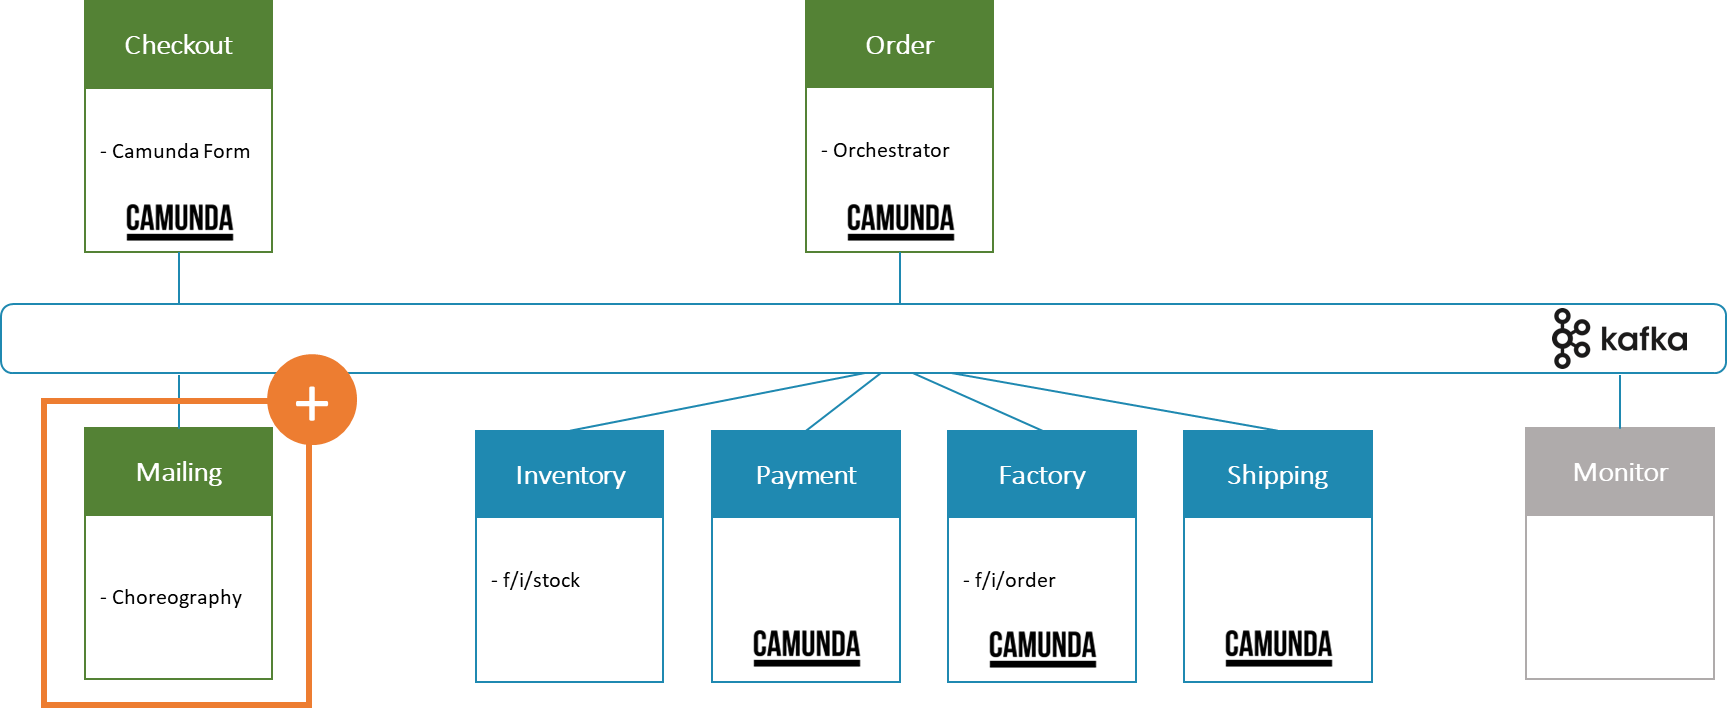 Checkout
Order
- Camunda Form
- Orchestrator
CAMUNDA
CAMUNDA
kafka
+
Mailing
Inventory
Payment
Factory
Shipping
Monitor
- Choreography
- f/i/stock
- f/i/order
CAMUNDA
CAMUNDA
CAMUNDA